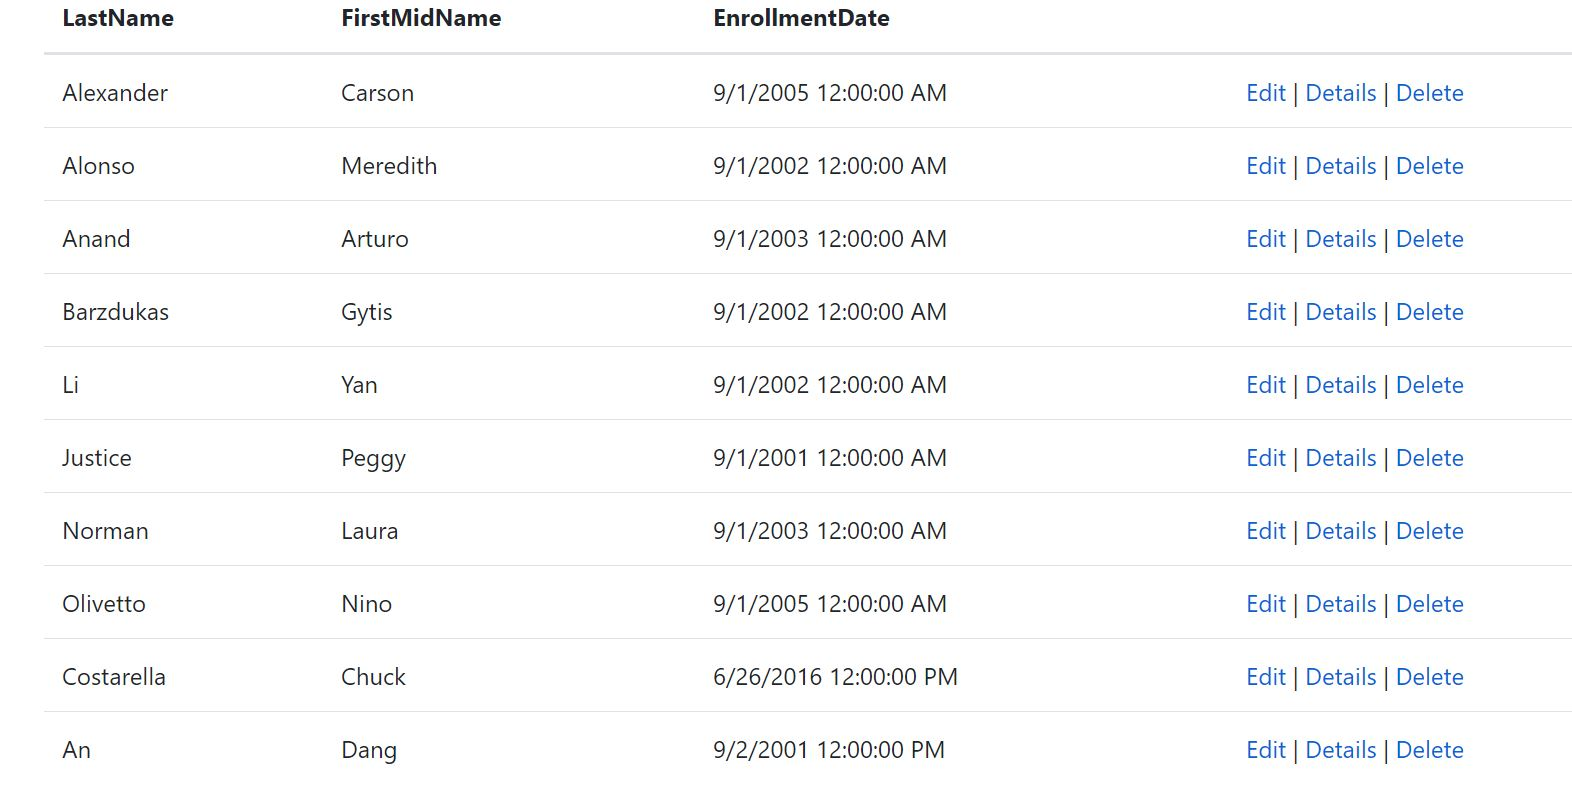 LastName FirstMidName EnrollmentDate
Alexander Carson 9/1/2005 12:00:00 AM Edit | Details | Delete
Alonso Meredith 9/1/2002 12:00:00 AM Edit | Details | Delete
Anand Arturo 9/1/2003 12:00:00 AM Edit | Details | Delete
Barzdukas Gytis 9/1/2002 12:00:00 AM Edit | Details | Delete
Li Yan 9/1/2002 12:00:00 AM Edit | Details | Delete
Justice Peggy 9/1/2001 12:00:00 AM Edit | Details | Delete
Norman Laura 9/1/2003 12:00:00 AM Edit | Details | Delete
Olivetto Nino 9/1/2005 12:00:00 AM Edit | Details | Delete
Costarella Chuck 6/26/2016 12:00:00 PM Edit | Details | Delete
An Dang 9/2/2001 12:00:00 PM Edit | Details | Delete